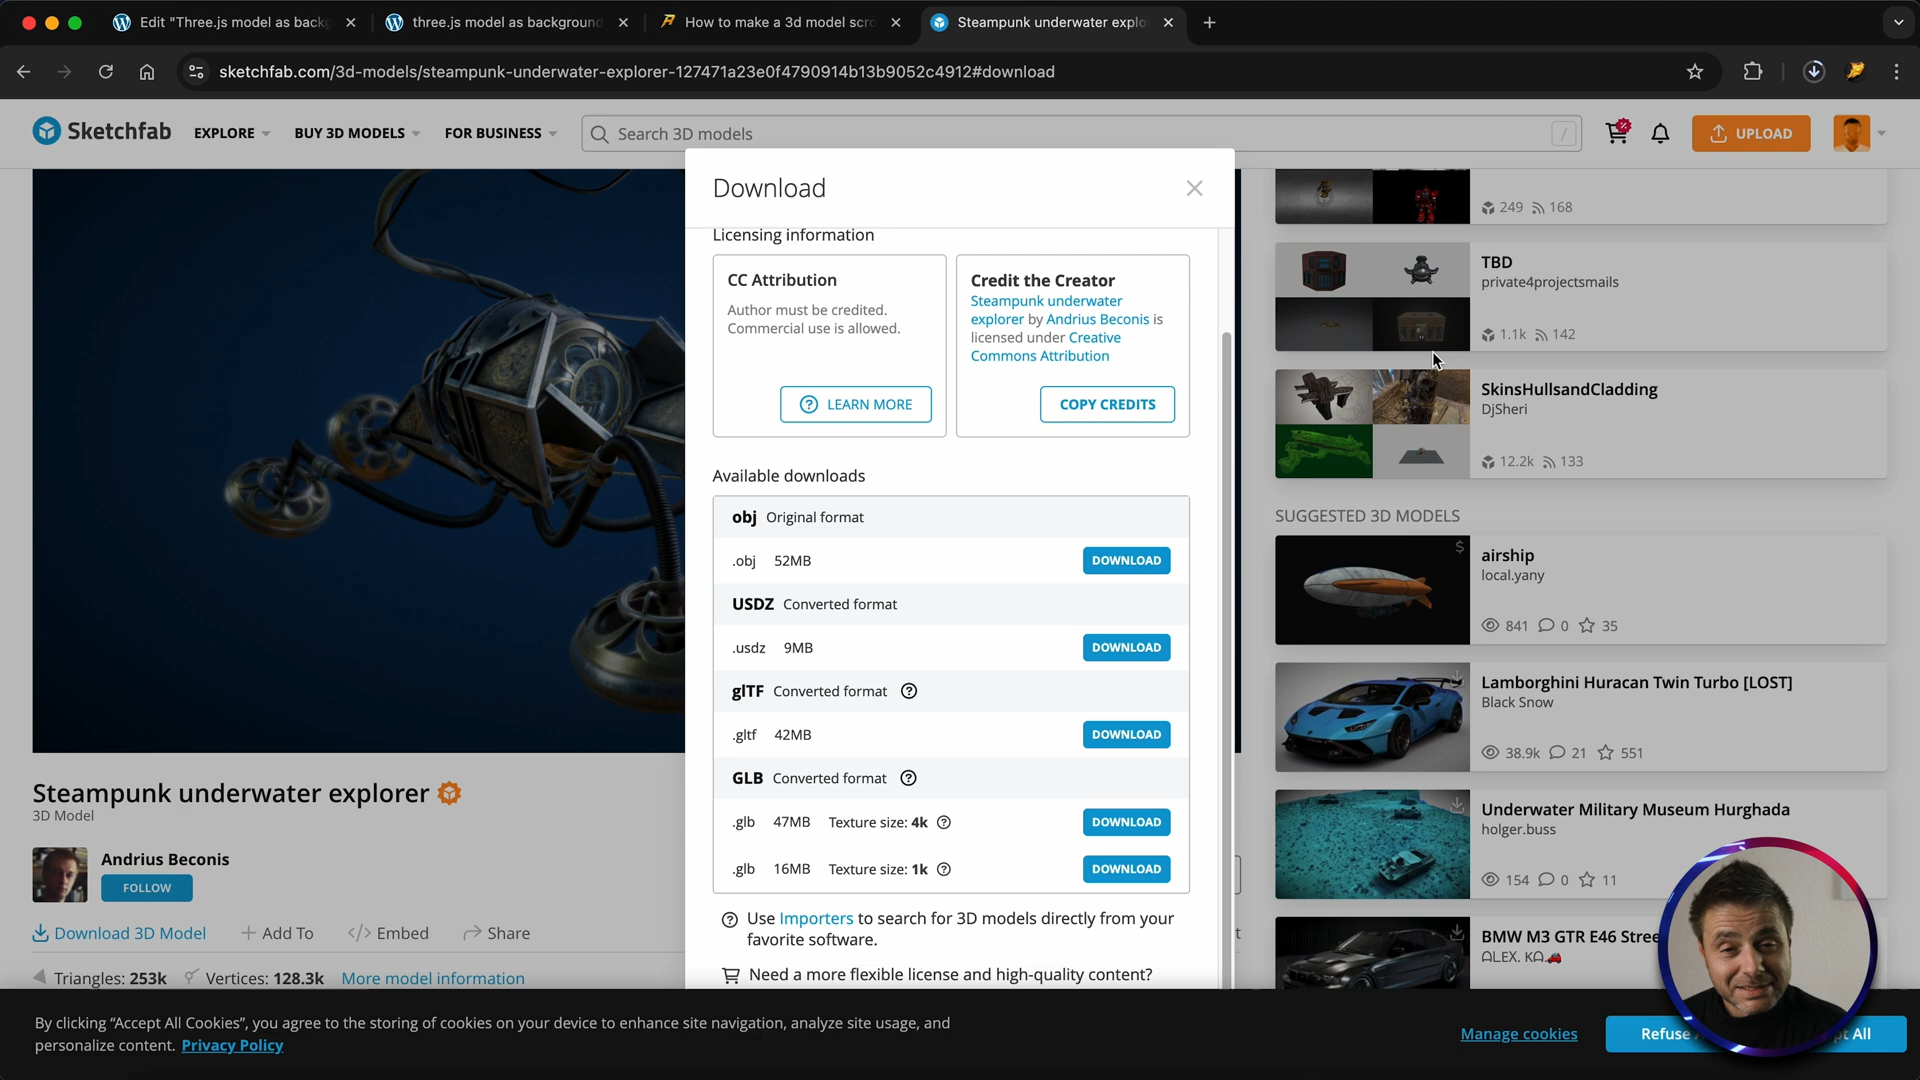 Edit "Three.js model as backg
three.js model as background
How to make a 3d model scro
Steampunk underwater explo
sketchfab.com/3d-models/steampunk-underwater-explorer-127471a23e0f4790914b13b9052c4912#download
Sketchfab
EXPLORE
BUY 3D MODELS
FOR BUSINESS
Search 3D models
/
UPLOAD
Download
Licensing information
CC Attribution
Author must be credited.
Commercial use is allowed.
LEARN MORE
Credit the Creator
Steampunk underwater
explorer by Andrius Beconis is
licensed under Creative
Commons Attribution
COPY CREDITS
Available downloads
obj Original format
.obj 52MB DOWNLOAD
USDZ Converted format
.usdz 9MB DOWNLOAD
glTF Converted format
.gltf 42MB DOWNLOAD
GLB Converted format
.glb 47MB Texture size: 4k DOWNLOAD
.glb 16MB Texture size: 1k DOWNLOAD
Use Importers to search for 3D models directly from your
favorite software.
Need a more flexible license and high-quality content?
Steampunk underwater explorer
3D Model
Andrius Beconis
FOLLOW
Download 3D Model
Add To
Embed
Share
Triangles: 253k Vertices: 128.3k More model information
249 168
TBD
private4projectsmails
1.1k 142
SkinsHullsandCladding
DjSheri
12.2k 133
SUGGESTED 3D MODELS
$
airship
local.yany
841 0 35
Lamborghini Huracan Twin Turbo [LOST]
Black Snow
38.9k 21 551
Underwater Military Museum Hurghada
holger.buss
154 0 11
BMW M3 GTR E46 Stree
ALEX. KA.
By clicking “Accept All Cookies”, you agree to the storing of cookies on your device to enhance site navigation, analyze site usage, and
personalize content. Privacy Policy
Manage cookies
Refuse
All